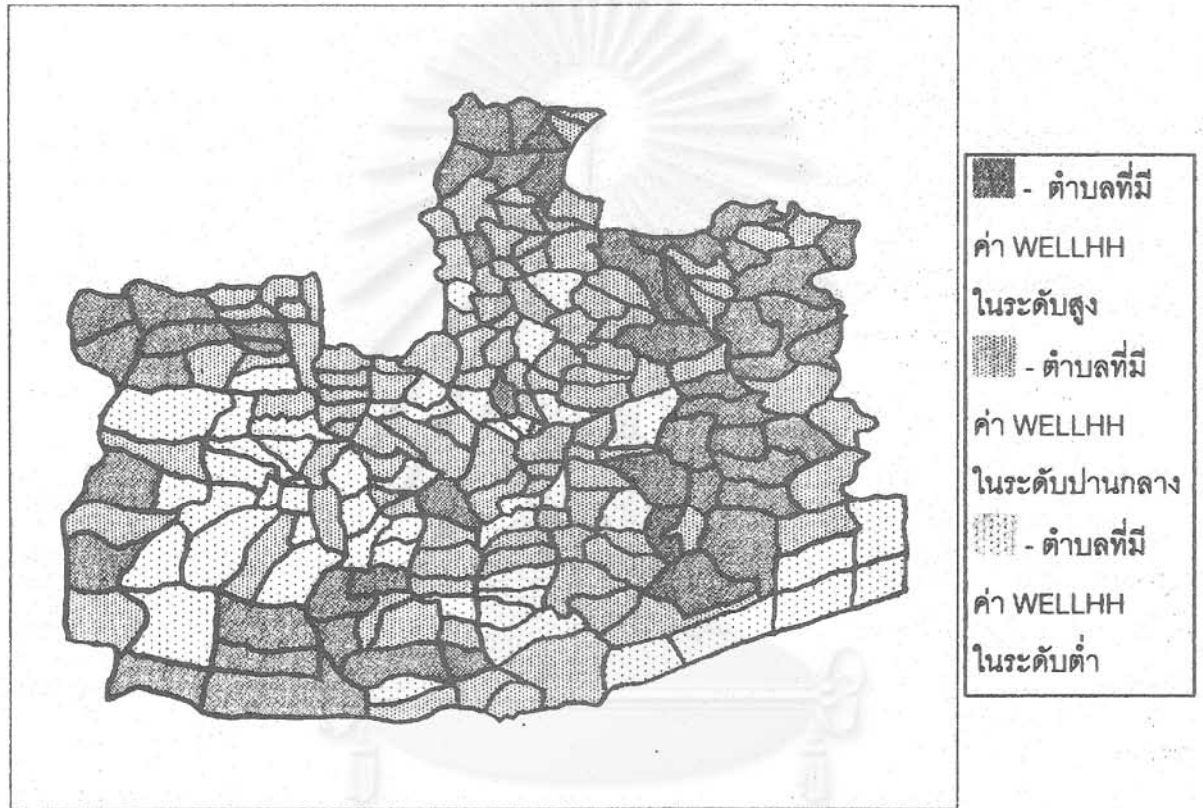 - ตำบลที่มี
ค่า WELLHH
ในระดับสูง
- ตำบลที่มี
ค่า WELLHH
ในระดับปานกลาง
- ตำบลที่มี
ค่า WELLHH
ในระดับต่ำ